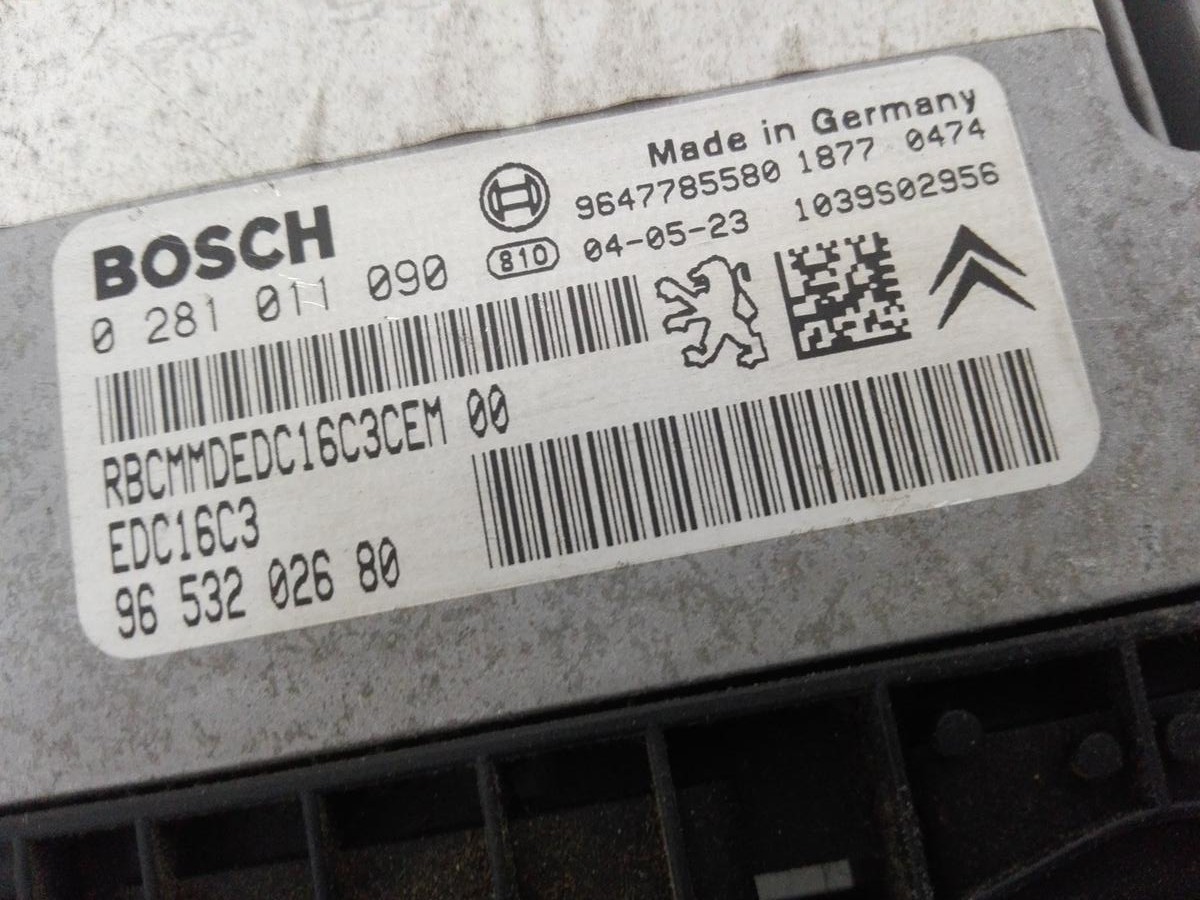 Made in Germany
9647785580 1877 0474
BOSCH
810 04-05-23 1039S02956
0 281 011 090
RBCMMDEDC16C3CEM 00
EDC16C3
96 532 026 80